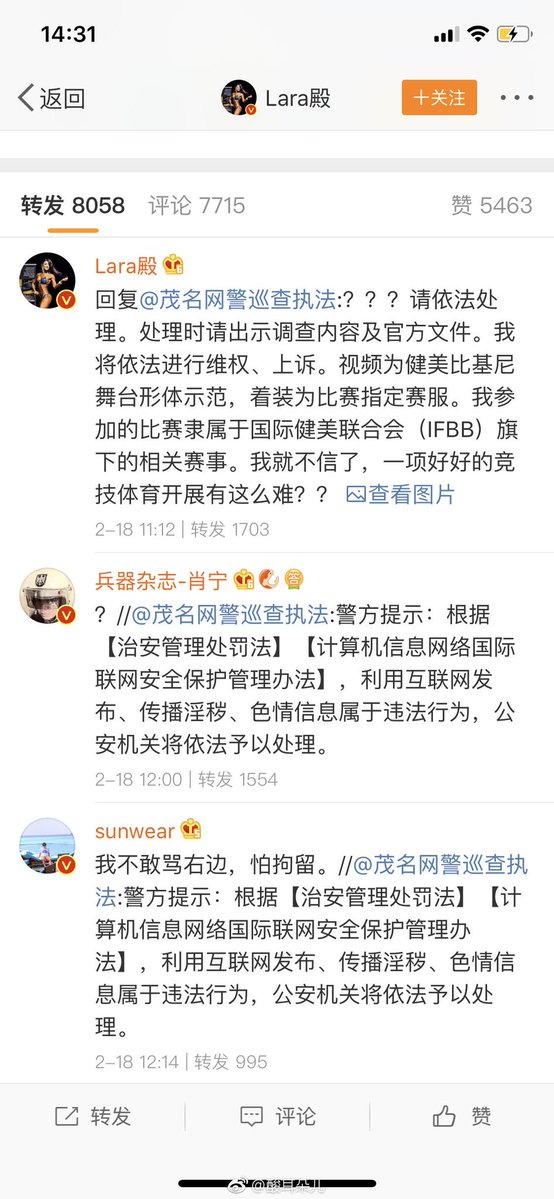 14:31
返回
Lara殿
+关注
转发 8058 评论 7715 赞 5463
Lara殿
回复@茂名网警巡查执法:？？？请依法处
理。处理时请出示调查内容及官方文件。我
将依法进行维权、上诉。视频为健美比基尼
舞台形体示范，着装为比赛指定赛服。我参
加的比赛隶属于国际健美联合会（IFBB）旗
下的相关赛事。我就不信了，一项好好的竞
技体育开展有这么难？？ 查看图片
2-18 11:12 | 转发 1703
兵器杂志-肖宁
？//@茂名网警巡查执法:警方提示：根据
【治安管理处罚法】【计算机信息网络国际
联网安全保护管理办法】，利用互联网发
布、传播淫秽、色情信息属于违法行为，公
安机关将依法予以处理。
2-18 12:00 | 转发 1554
sunwear
我不敢骂右边，怕拘留。//@茂名网警巡查执
法:警方提示：根据【治安管理处罚法】【计
算机信息网络国际联网安全保护管理办
法】，利用互联网发布、传播淫秽、色情信
息属于违法行为，公安机关将依法予以处
理。
2-18 12:14 | 转发 995
转发 评论 赞
@酸耳朵儿